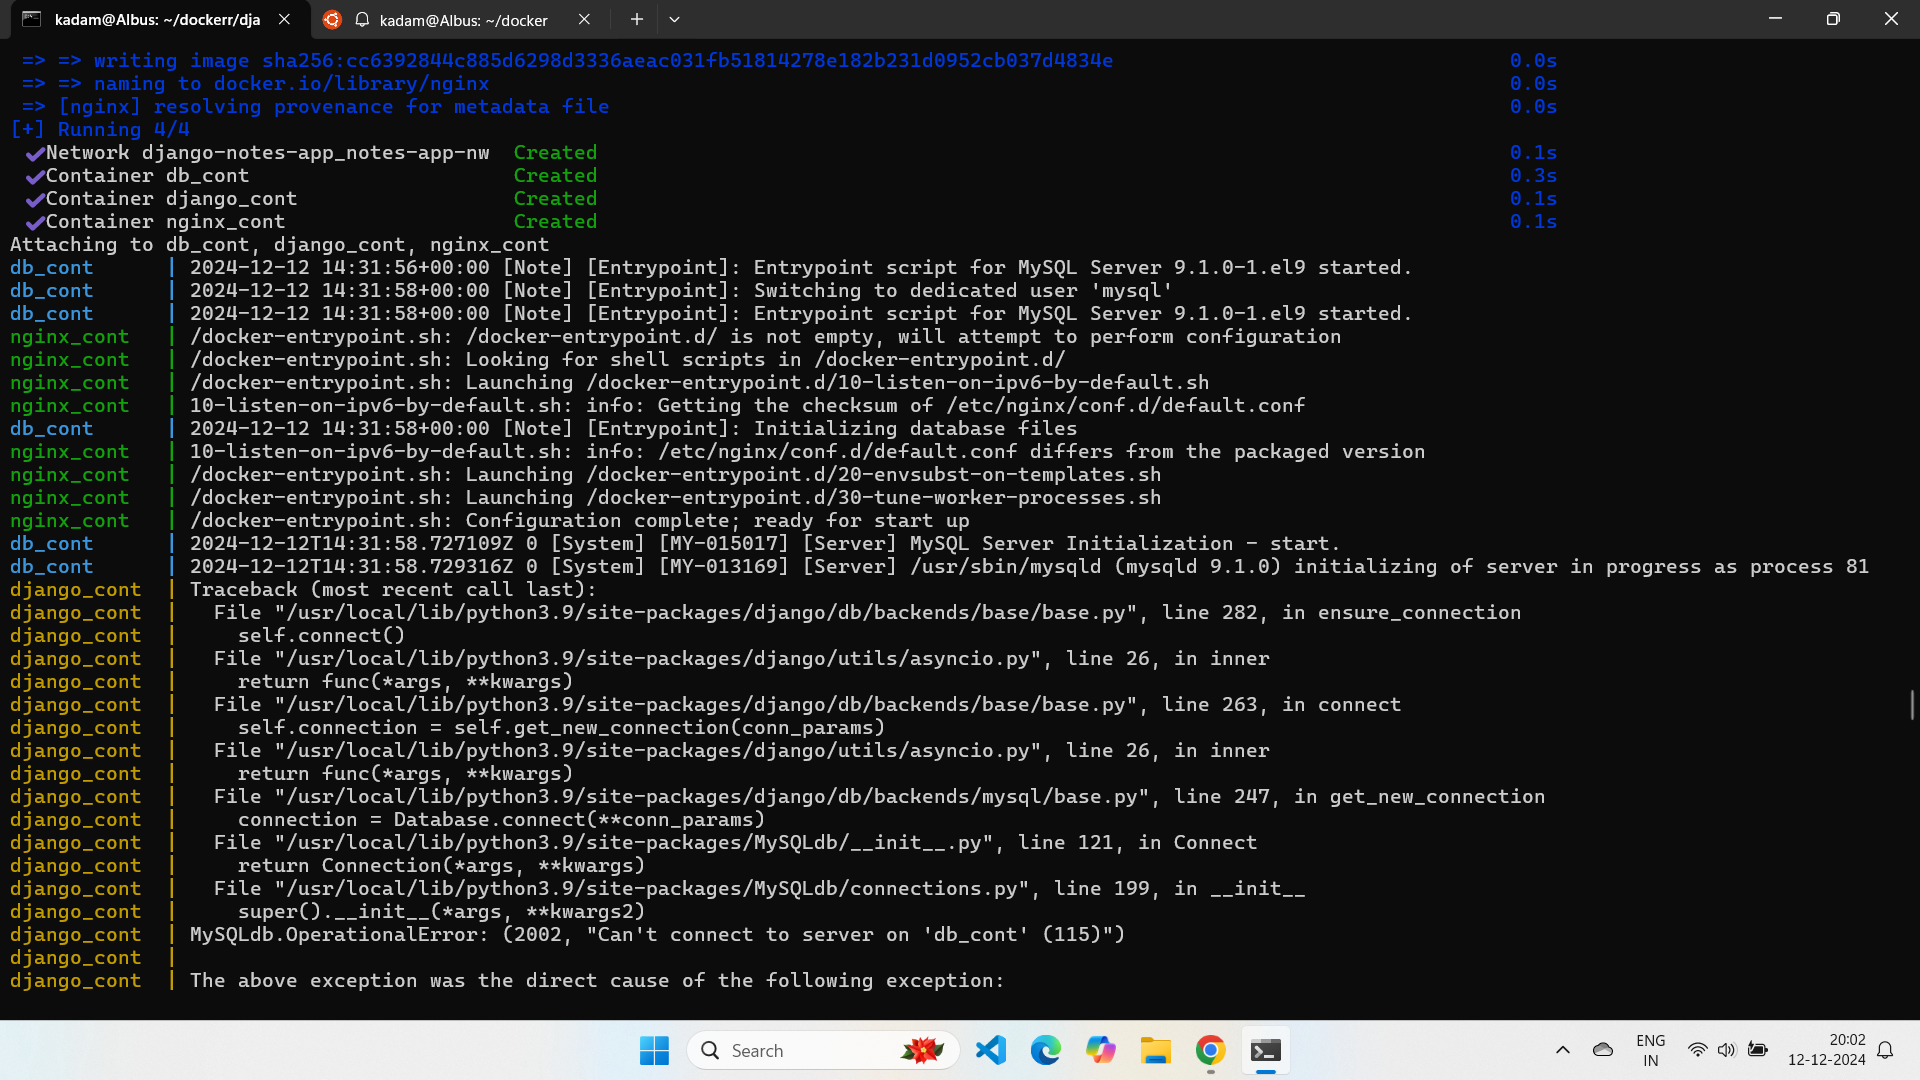 kadam@Albus: ~/dockerr/dja
kadam@Albus: ~/docker
=> => writing image sha256:cc6392844c885d6298d3336aeac031fb51814278e182b231d0952cb037d4834e 0.0s
=> => naming to docker.io/library/nginx 0.0s
=> [nginx] resolving provenance for metadata file 0.0s
[+] Running 4/4
✔Network django-notes-app_notes-app-nw Created 0.1s
✔Container db_cont Created 0.3s
✔Container django_cont Created 0.1s
✔Container nginx_cont Created 0.1s
Attaching to db_cont, django_cont, nginx_cont
db_cont | 2024-12-12 14:31:56+00:00 [Note] [Entrypoint]: Entrypoint script for MySQL Server 9.1.0-1.el9 started.
db_cont | 2024-12-12 14:31:58+00:00 [Note] [Entrypoint]: Switching to dedicated user 'mysql'
db_cont | 2024-12-12 14:31:58+00:00 [Note] [Entrypoint]: Entrypoint script for MySQL Server 9.1.0-1.el9 started.
nginx_cont | /docker-entrypoint.sh: /docker-entrypoint.d/ is not empty, will attempt to perform configuration
nginx_cont | /docker-entrypoint.sh: Looking for shell scripts in /docker-entrypoint.d/
nginx_cont | /docker-entrypoint.sh: Launching /docker-entrypoint.d/10-listen-on-ipv6-by-default.sh
nginx_cont | 10-listen-on-ipv6-by-default.sh: info: Getting the checksum of /etc/nginx/conf.d/default.conf
db_cont | 2024-12-12 14:31:58+00:00 [Note] [Entrypoint]: Initializing database files
nginx_cont | 10-listen-on-ipv6-by-default.sh: info: /etc/nginx/conf.d/default.conf differs from the packaged version
nginx_cont | /docker-entrypoint.sh: Launching /docker-entrypoint.d/20-envsubst-on-templates.sh
nginx_cont | /docker-entrypoint.sh: Launching /docker-entrypoint.d/30-tune-worker-processes.sh
nginx_cont | /docker-entrypoint.sh: Configuration complete; ready for start up
db_cont | 2024-12-12T14:31:58.727109Z 0 [System] [MY-015017] [Server] MySQL Server Initialization - start.
db_cont | 2024-12-12T14:31:58.729316Z 0 [System] [MY-013169] [Server] /usr/sbin/mysqld (mysqld 9.1.0) initializing of server in progress as process 81
django_cont | Traceback (most recent call last):
django_cont | File "/usr/local/lib/python3.9/site-packages/django/db/backends/base/base.py", line 282, in ensure_connection
django_cont | self.connect()
django_cont | File "/usr/local/lib/python3.9/site-packages/django/utils/asyncio.py", line 26, in inner
django_cont | return func(*args, **kwargs)
django_cont | File "/usr/local/lib/python3.9/site-packages/django/db/backends/base/base.py", line 263, in connect
django_cont | self.connection = self.get_new_connection(conn_params)
django_cont | File "/usr/local/lib/python3.9/site-packages/django/utils/asyncio.py", line 26, in inner
django_cont | return func(*args, **kwargs)
django_cont | File "/usr/local/lib/python3.9/site-packages/django/db/backends/mysql/base.py", line 247, in get_new_connection
django_cont | connection = Database.connect(**conn_params)
django_cont | File "/usr/local/lib/python3.9/site-packages/MySQLdb/__init__.py", line 121, in Connect
django_cont | return Connection(*args, **kwargs)
django_cont | File "/usr/local/lib/python3.9/site-packages/MySQLdb/connections.py", line 199, in __init__
django_cont | super().__init__(*args, **kwargs2)
django_cont | MySQLdb.OperationalError: (2002, "Can't connect to server on 'db_cont' (115)")
django_cont |
django_cont | The above exception was the direct cause of the following exception:
Search
ENG
IN
20:02
12-12-2024